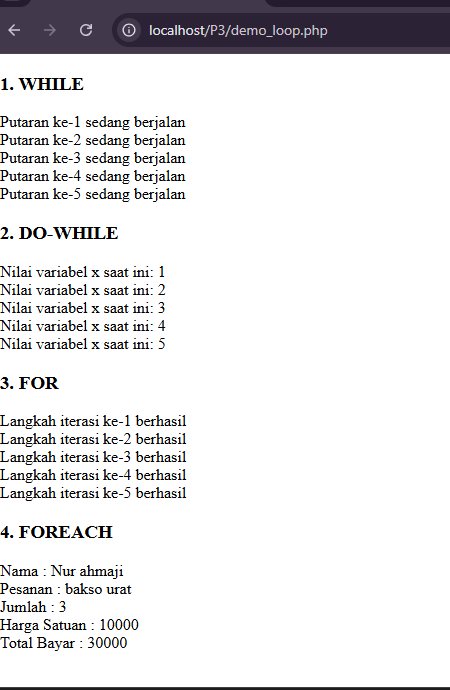 localhost/P3/demo_loop.php
1. WHILE
Putaran ke-1 sedang berjalan
Putaran ke-2 sedang berjalan
Putaran ke-3 sedang berjalan
Putaran ke-4 sedang berjalan
Putaran ke-5 sedang berjalan
2. DO-WHILE
Nilai variabel x saat ini: 1
Nilai variabel x saat ini: 2
Nilai variabel x saat ini: 3
Nilai variabel x saat ini: 4
Nilai variabel x saat ini: 5
3. FOR
Langkah iterasi ke-1 berhasil
Langkah iterasi ke-2 berhasil
Langkah iterasi ke-3 berhasil
Langkah iterasi ke-4 berhasil
Langkah iterasi ke-5 berhasil
4. FOREACH
Nama : Nur ahmaji
Pesanan : bakso urat
Jumlah : 3
Harga Satuan : 10000
Total Bayar : 30000